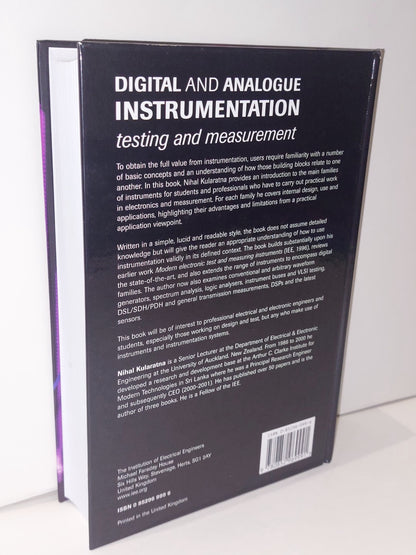 DIGITAL AND ANALOGUE
INSTRUMENTATION
testing and measurement
To obtain the full value from instrumentation, users require familiarity with a number
of basic concepts and an understanding of how those building blocks relate to one
another. In this book, Nihal Kularatna provides an introduction to the main families
of instruments for students and professionals who have to carry out practical work
in electronics and measurement. For each family he covers internal design, use and
applications, highlighting their advantages and limitations from a practical
application viewpoint.
Written in a simple, lucid and readable style, the book does not assume detailed
knowledge but will give the reader an appropriate understanding of how to use
instrumentation validly in its defined context. The book builds substantially upon his
earlier work Modern electronic test and measuring instruments (IEE, 1996), reviews
the state-of-the-art, and also extends the range of instruments to encompass digital
families. The author now also examines conventional and arbitrary waveform
generators, spectrum analysis, logic analysers, instrument buses and VLSI testing,
DSL/SDH/PDH and general transmission measurements, DSPs and the latest
sensors.
This book will be of interest to professional electrical and electronic engineers and
students, especially those working on design and test, but any who make use of
instruments and instrumentation systems.
Nihal Kularatna is a Senior Lecturer at the Department of Electrical & Electronic
Engineering at the University of Auckland, New Zealand. From 1986 to 2000 he
developed a research and development base at the Arthur C. Clarke Institute for
Modern Technologies in Sri Lanka where he was a Principal Research Engineer
and subsequently CEO (2000–2001). He has published over 50 papers and is the
author of three books. He is a Fellow of the IEE.
The Institution of Electrical Engineers
Michael Faraday House
Six Hills Way, Stevenage, Herts, SG1 2AY
United Kingdom
www.iee.org
ISBN 0 85296 999 6
Printed in the United Kingdom